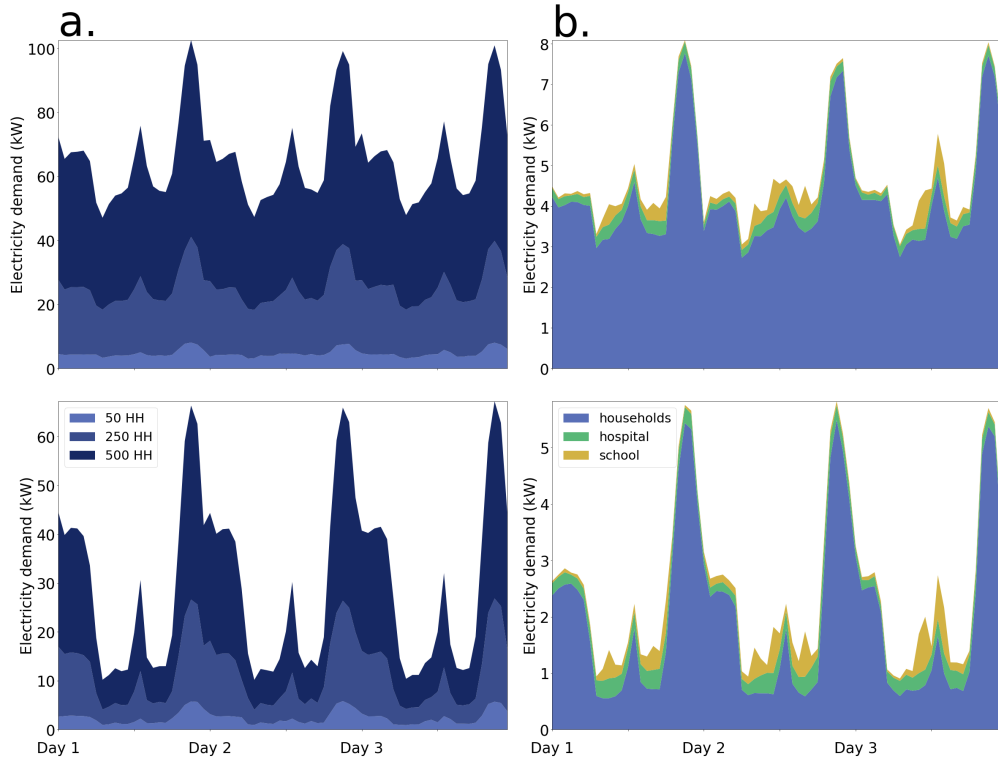 a.
b.
Electricity demand (kW)
100
80
60
40
20
0
Electricity demand (kW)
8
7
6
5
4
3
2
1
0
Electricity demand (kW)
60
50
40
30
20
10
0
50 HH
250 HH
500 HH
Day 1
Day 2
Day 3
Electricity demand (kW)
5
4
3
2
1
0
households
hospital
school
Day 1
Day 2
Day 3